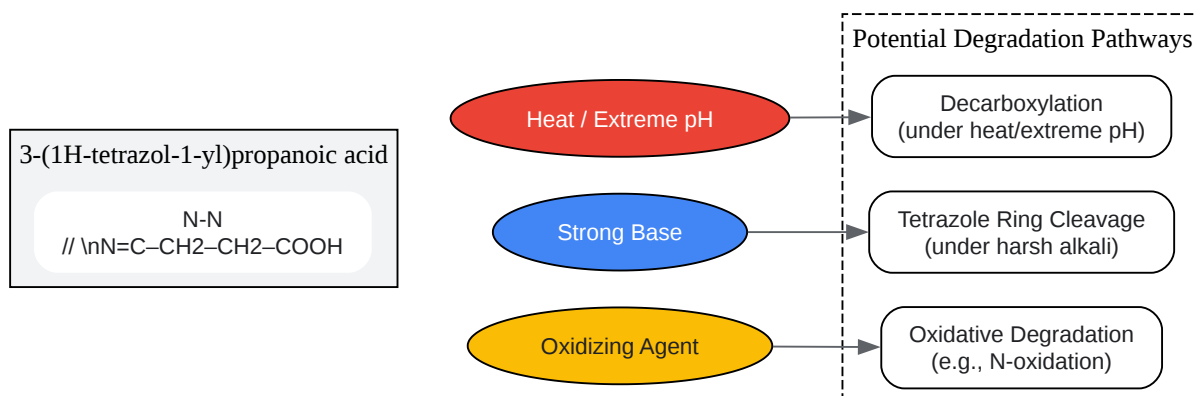 3-(1H-tetrazol-1-yl)propanoic acid
N-N
// \nN=C–CH2–CH2–COOH
Heat / Extreme pH
Strong Base
Oxidizing Agent
Potential Degradation Pathways
Decarboxylation
(under heat/extreme pH)
Tetrazole Ring Cleavage
(under harsh alkali)
Oxidative Degradation
(e.g., N-oxidation)